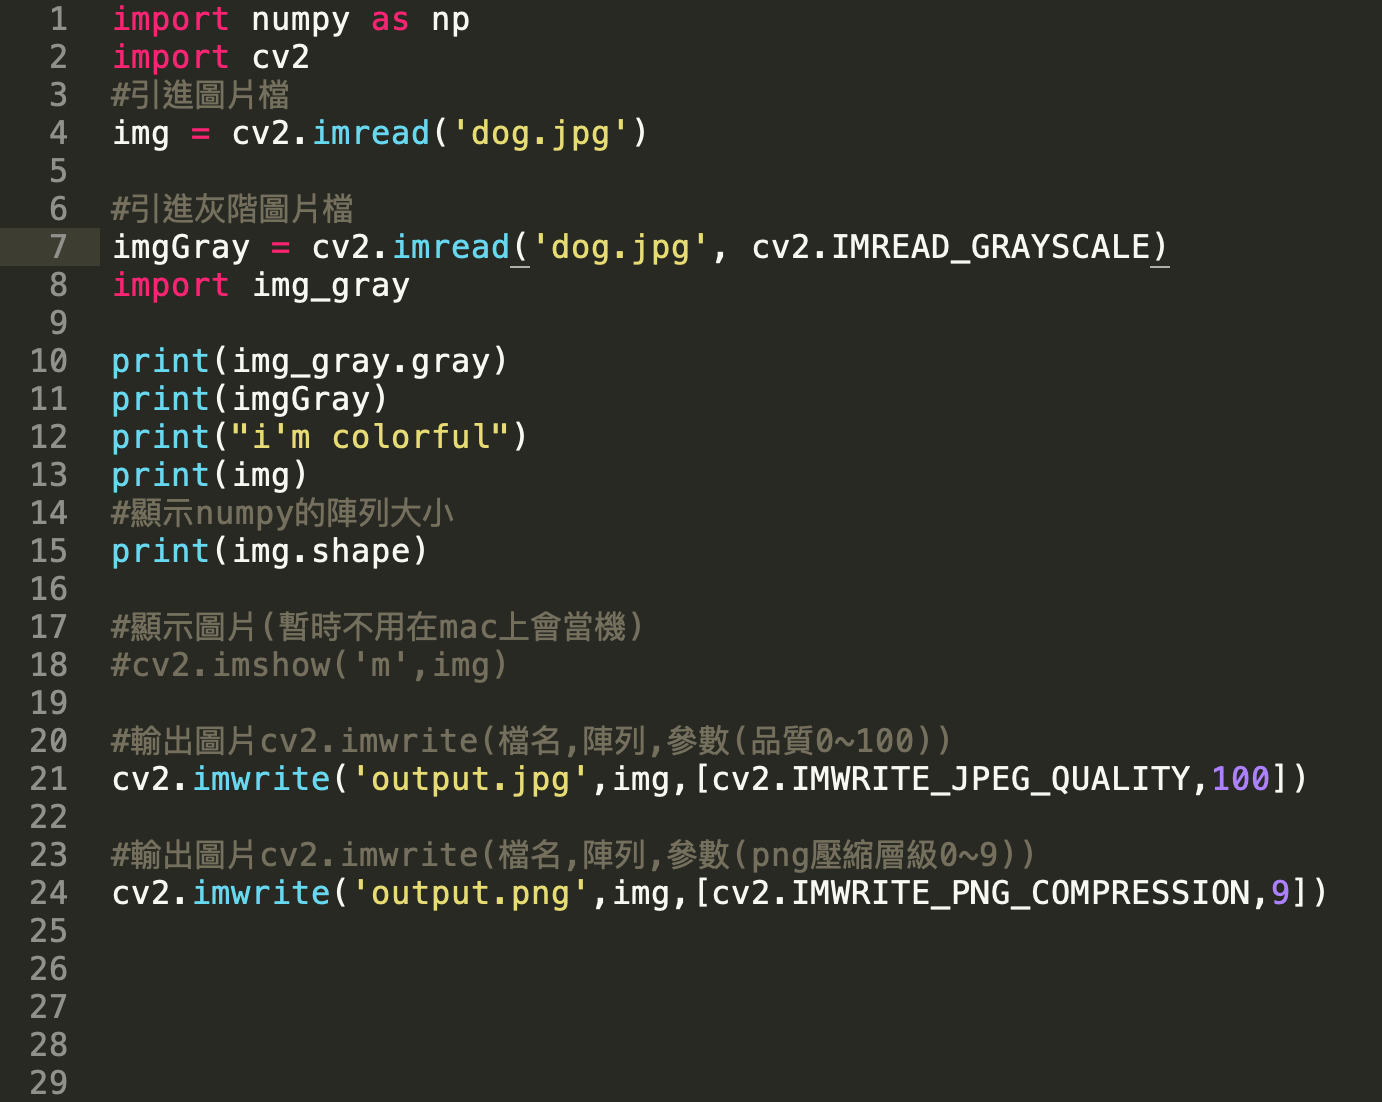 1 import numpy as np
2 import cv2
3 #引進圖片檔
4 img = cv2.imread('dog.jpg')
5
6 #引進灰階圖片檔
7 imgGray = cv2.imread('dog.jpg', cv2.IMREAD_GRAYSCALE)
8 import img_gray
9
10 print(img_gray.gray)
11 print(imgGray)
12 print("i'm colorful")
13 print(img)
14 #顯示numpy的陣列大小
15 print(img.shape)
16
17 #顯示圖片(暫時不用在mac上會當機)
18 #cv2.imshow('m',img)
19
20 #輸出圖片cv2.imwrite(檔名,陣列,參數(品質0~100))
21 cv2.imwrite('output.jpg',img,[cv2.IMWRITE_JPEG_QUALITY,100])
22
23 #輸出圖片cv2.imwrite(檔名,陣列,參數(png壓縮層級0~9))
24 cv2.imwrite('output.png',img,[cv2.IMWRITE_PNG_COMPRESSION,9])
25
26
27
28
29